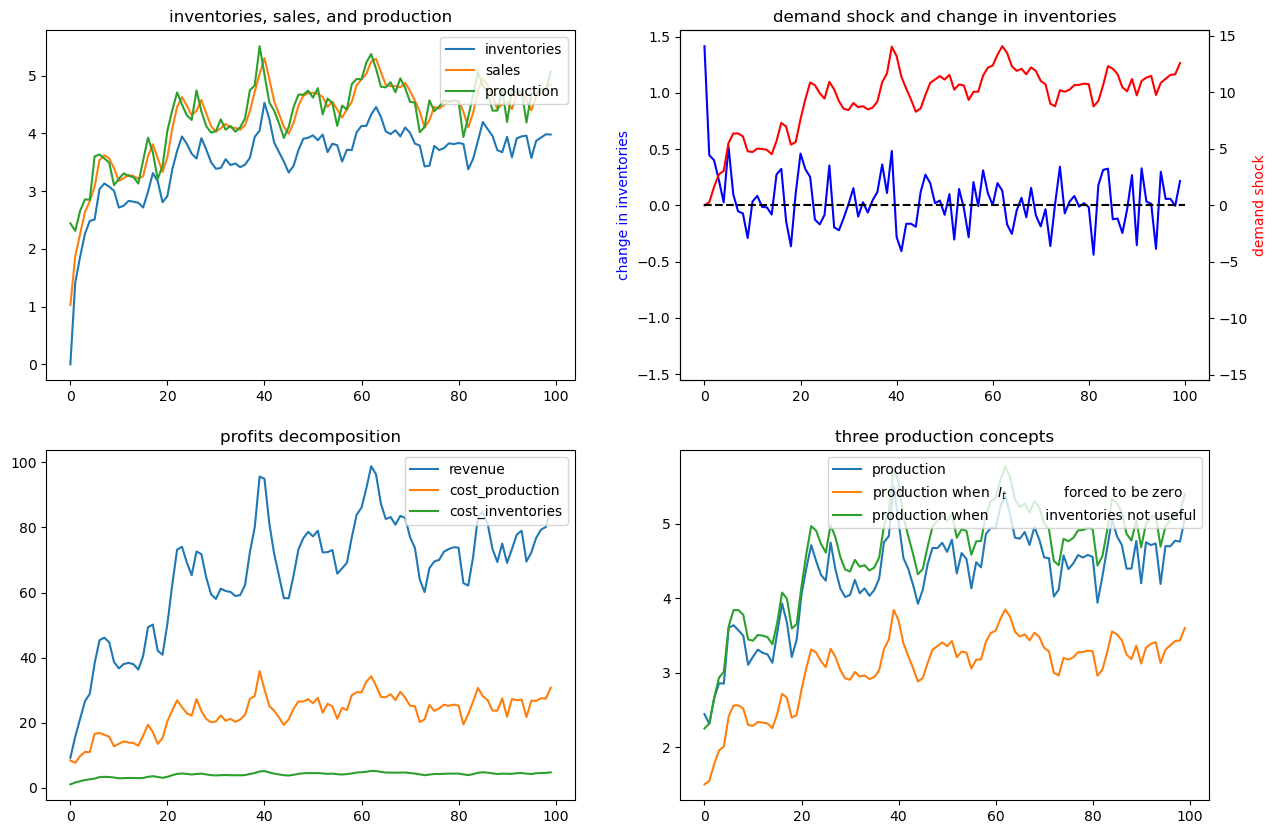 inventories, sales, and production
inventories
sales
production
5
4
3
2
1
0
0 20 40 60 80 100
demand shock and change in inventories
change in inventories
1.5
1.0
0.5
0.0
−0.5
−1.0
−1.5
15
10
5
0
−5
−10
−15
demand shock
0 20 40 60 80 100
profits decomposition
revenue
cost_production
cost_inventories
100
80
60
40
20
0
0 20 40 60 80 100
three production concepts
production
production when I_t forced to be zero
production when inventories not useful
5
4
3
2
0 20 40 60 80 100